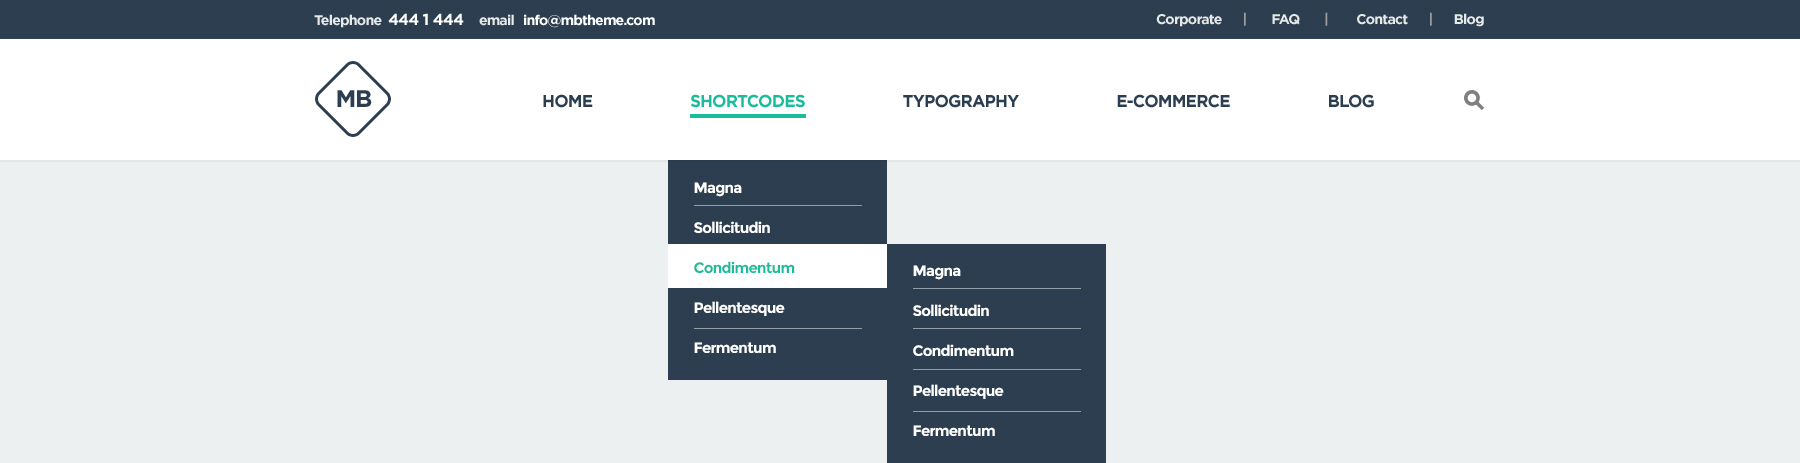 Telephone 444 1 444 email info@mbtheme.com Corporate | FAQ | Contact | Blog
MB HOME SHORTCODES TYPOGRAPHY E-COMMERCE BLOG
Magna
Sollicitudin
Condimentum
Pellentesque
Fermentum
Magna
Sollicitudin
Condimentum
Pellentesque
Fermentum